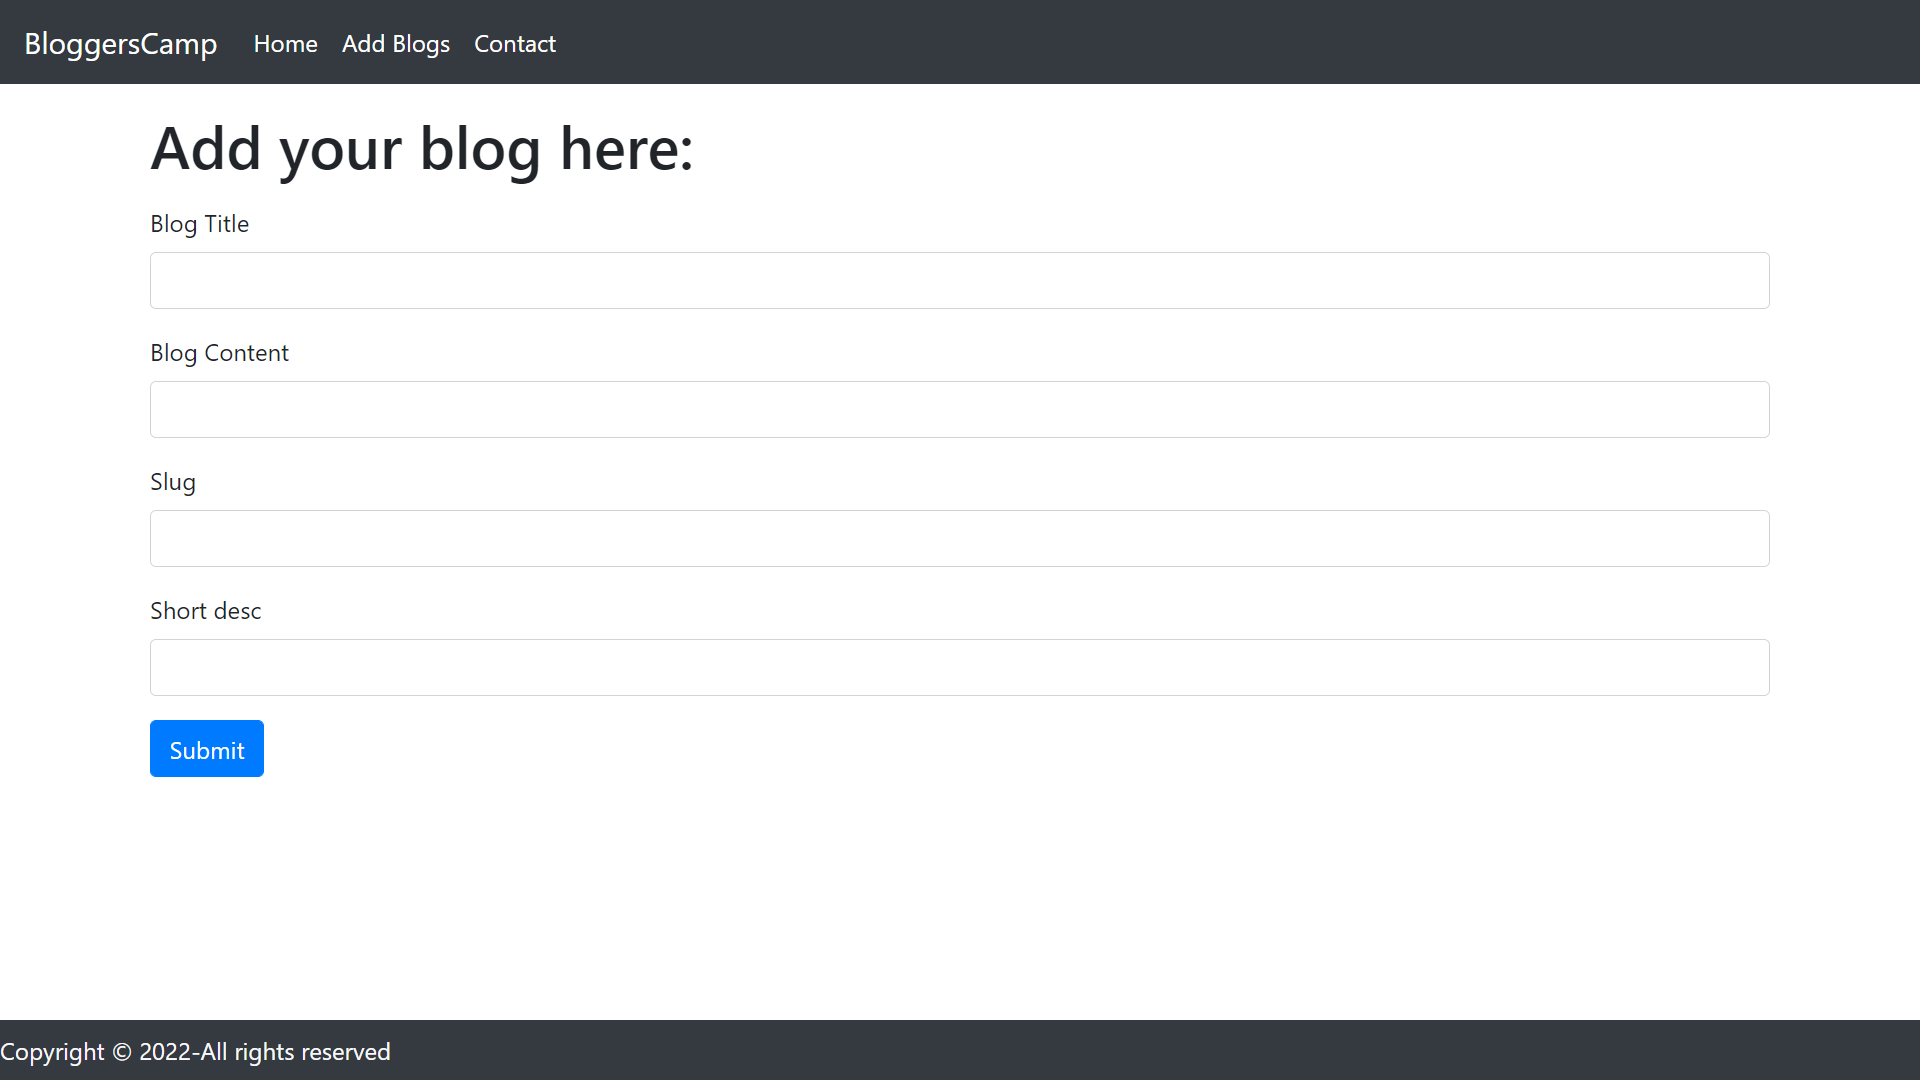 BloggersCamp Home Add Blogs Contact
Add your blog here:
Blog Title
Blog Content
Slug
Short desc
Submit
Copyright © 2022-All rights reserved